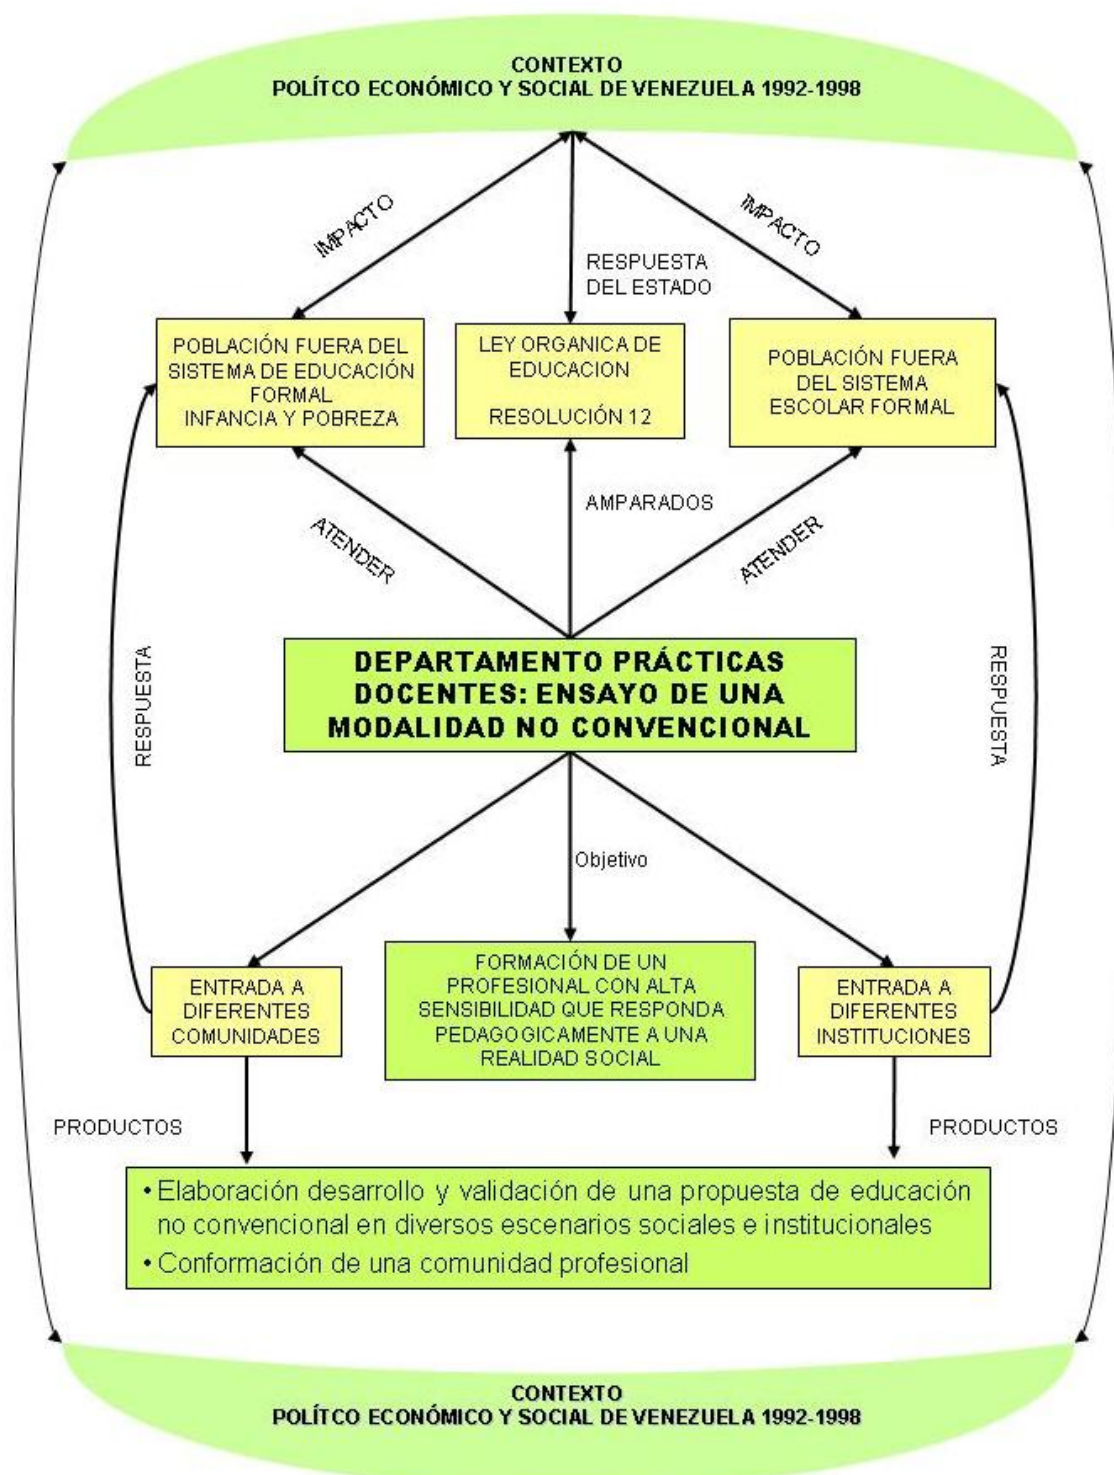 CONTEXTO
POLÍTCO ECONÓMICO Y SOCIAL DE VENEZUELA 1992-1998
IMPACTO
IMPACTO
RESPUESTA
DEL ESTADO
POBLACIÓN FUERA DEL
SISTEMA DE EDUCACIÓN
FORMAL
INFANCIA Y POBREZA
LEY ORGANICA DE
EDUCACION
RESOLUCIÓN 12
POBLACIÓN FUERA
DEL SISTEMA
ESCOLAR FORMAL
ATENDER
AMPARADOS
ATENDER
RESPUESTA
DEPARTAMENTO PRÁCTICAS
DOCENTES: ENSAYO DE UNA
MODALIDAD NO CONVENCIONAL
RESPUESTA
Objetivo
ENTRADA A
DIFERENTES
COMUNIDADES
FORMACIÓN DE UN
PROFESIONAL CON ALTA
SENSIBILIDAD QUE RESPONDA
PEDAGOGICAMENTE A UNA
REALIDAD SOCIAL
ENTRADA A
DIFERENTES
INSTITUCIONES
PRODUCTOS
PRODUCTOS
• Elaboración desarrollo y validación de una propuesta de educación
no convencional en diversos escenarios sociales e institucionales
• Conformación de una comunidad profesional
CONTEXTO
POLÍTCO ECONÓMICO Y SOCIAL DE VENEZUELA 1992-1998